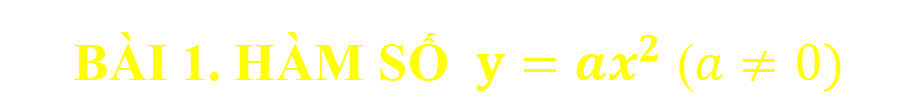 BÀI 1. HÀM SỐ y = ax² (a ≠ 0)